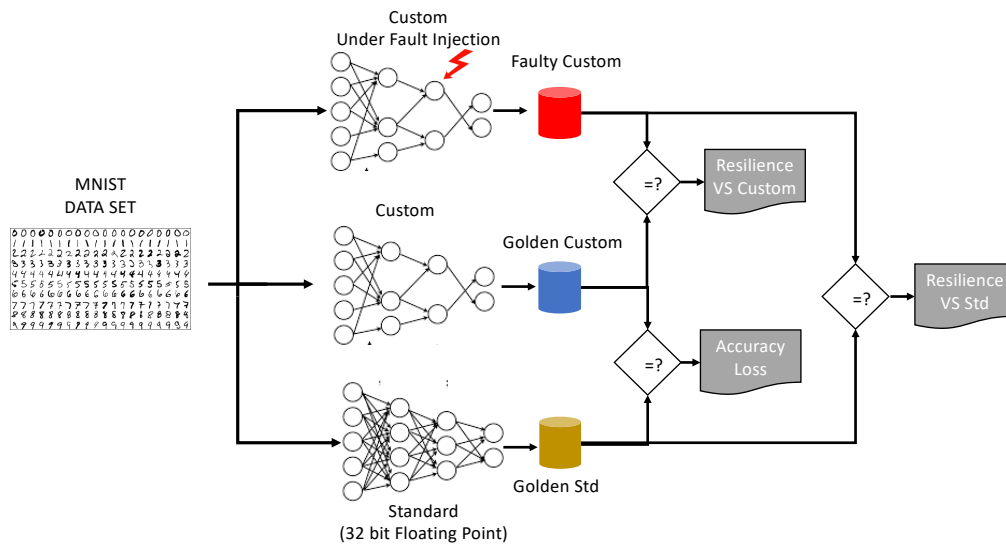 Custom
Under Fault Injection
Faulty Custom
=?
Resilience
VS Custom
MNIST
DATA SET
Custom
Golden Custom
=?
Resilience
VS Std
=?
Accuracy
Loss
Golden Std
Standard
(32 bit Floating Point)